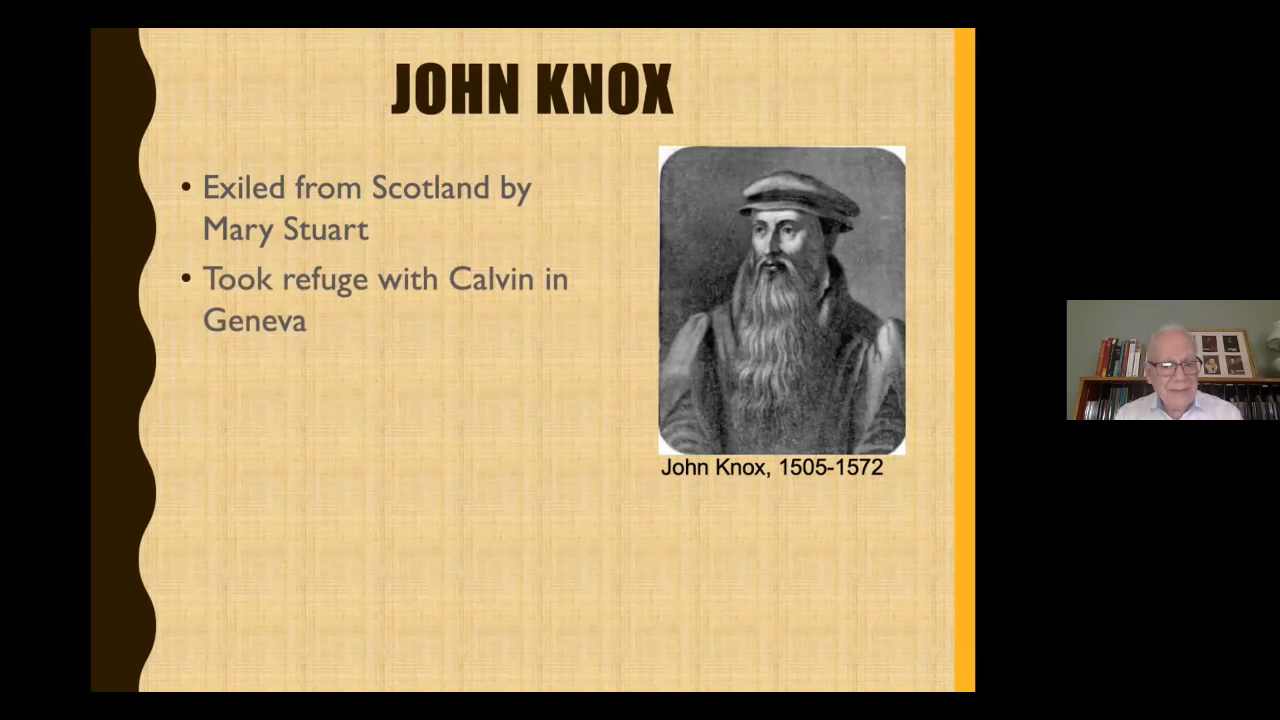 JOHN KNOX
• Exiled from Scotland by
Mary Stuart
• Took refuge with Calvin in
Geneva
John Knox, 1505-1572